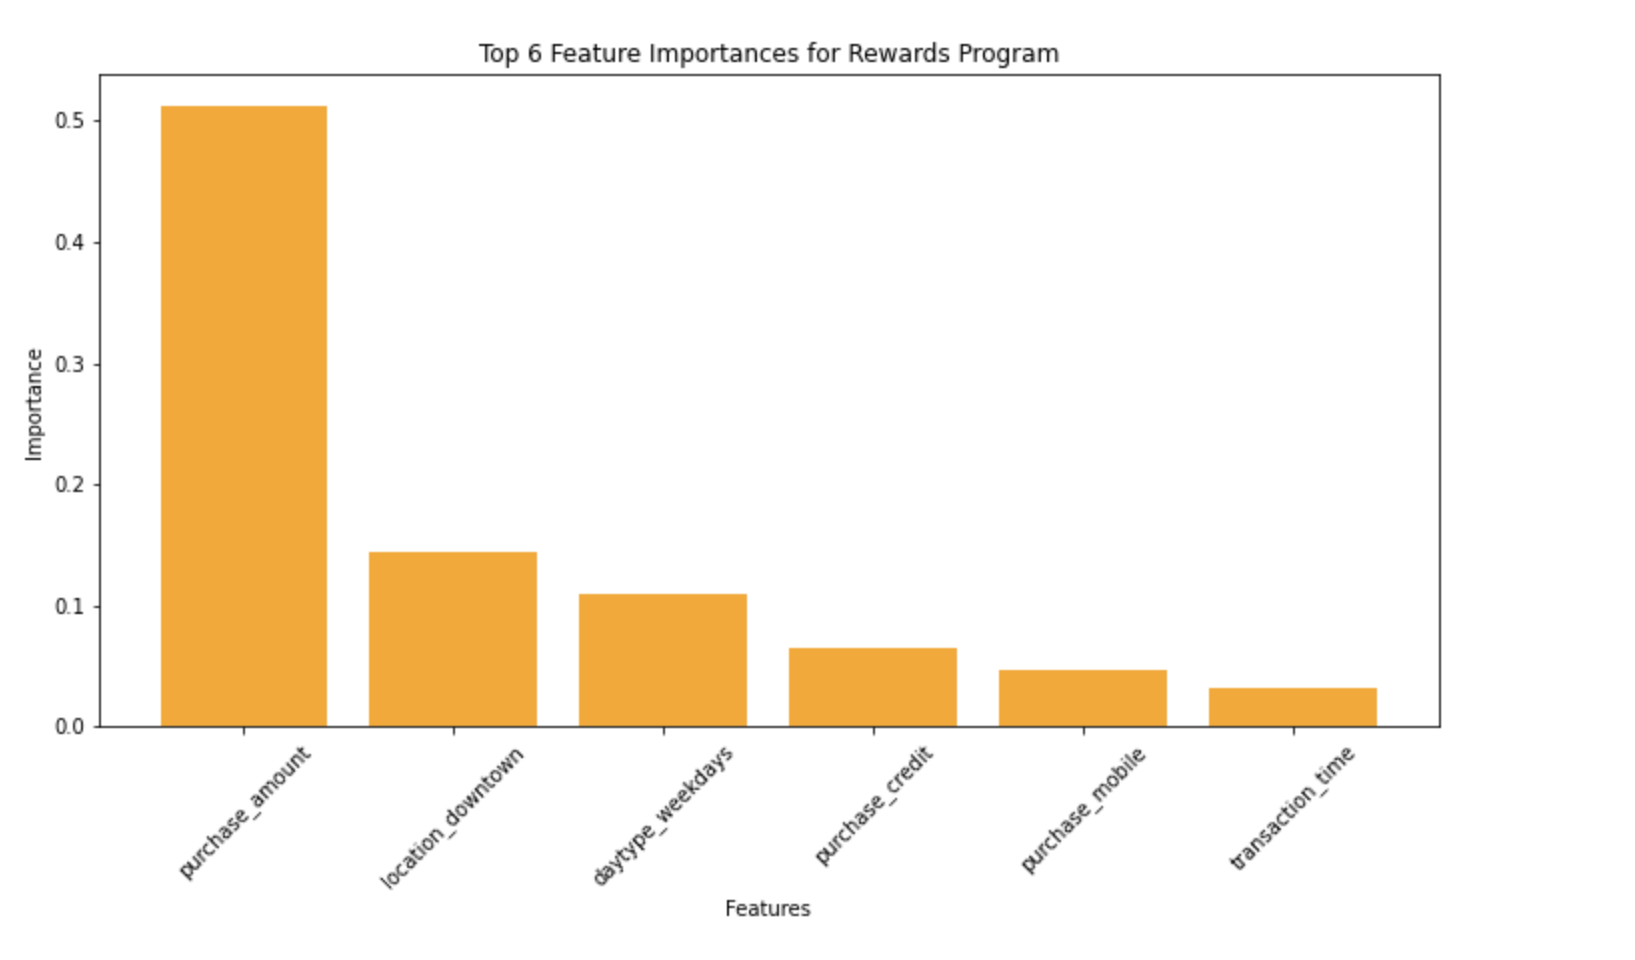 Top 6 Feature Importances for Rewards Program
0.5
0.4
0.3
0.2
0.1
0.0
Importance
purchase_amount
location_downtown
daytype_weekdays
purchase_credit
purchase_mobile
transaction_time
Features